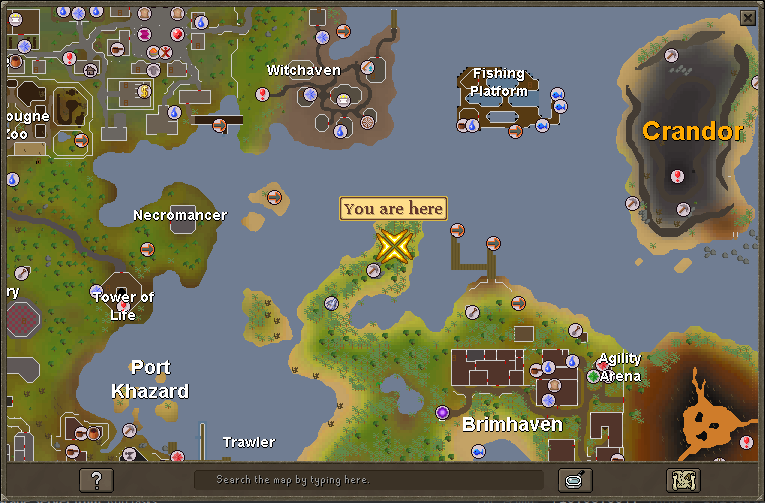 Witchaven
Fishing
Platform
ougne
Zoo
Crandor
You are here
Necromancer
ry
Tower of
Life
Port
Khazard
Agility
Arena
Brimhaven
Trawler
?
Search the map by typing here.